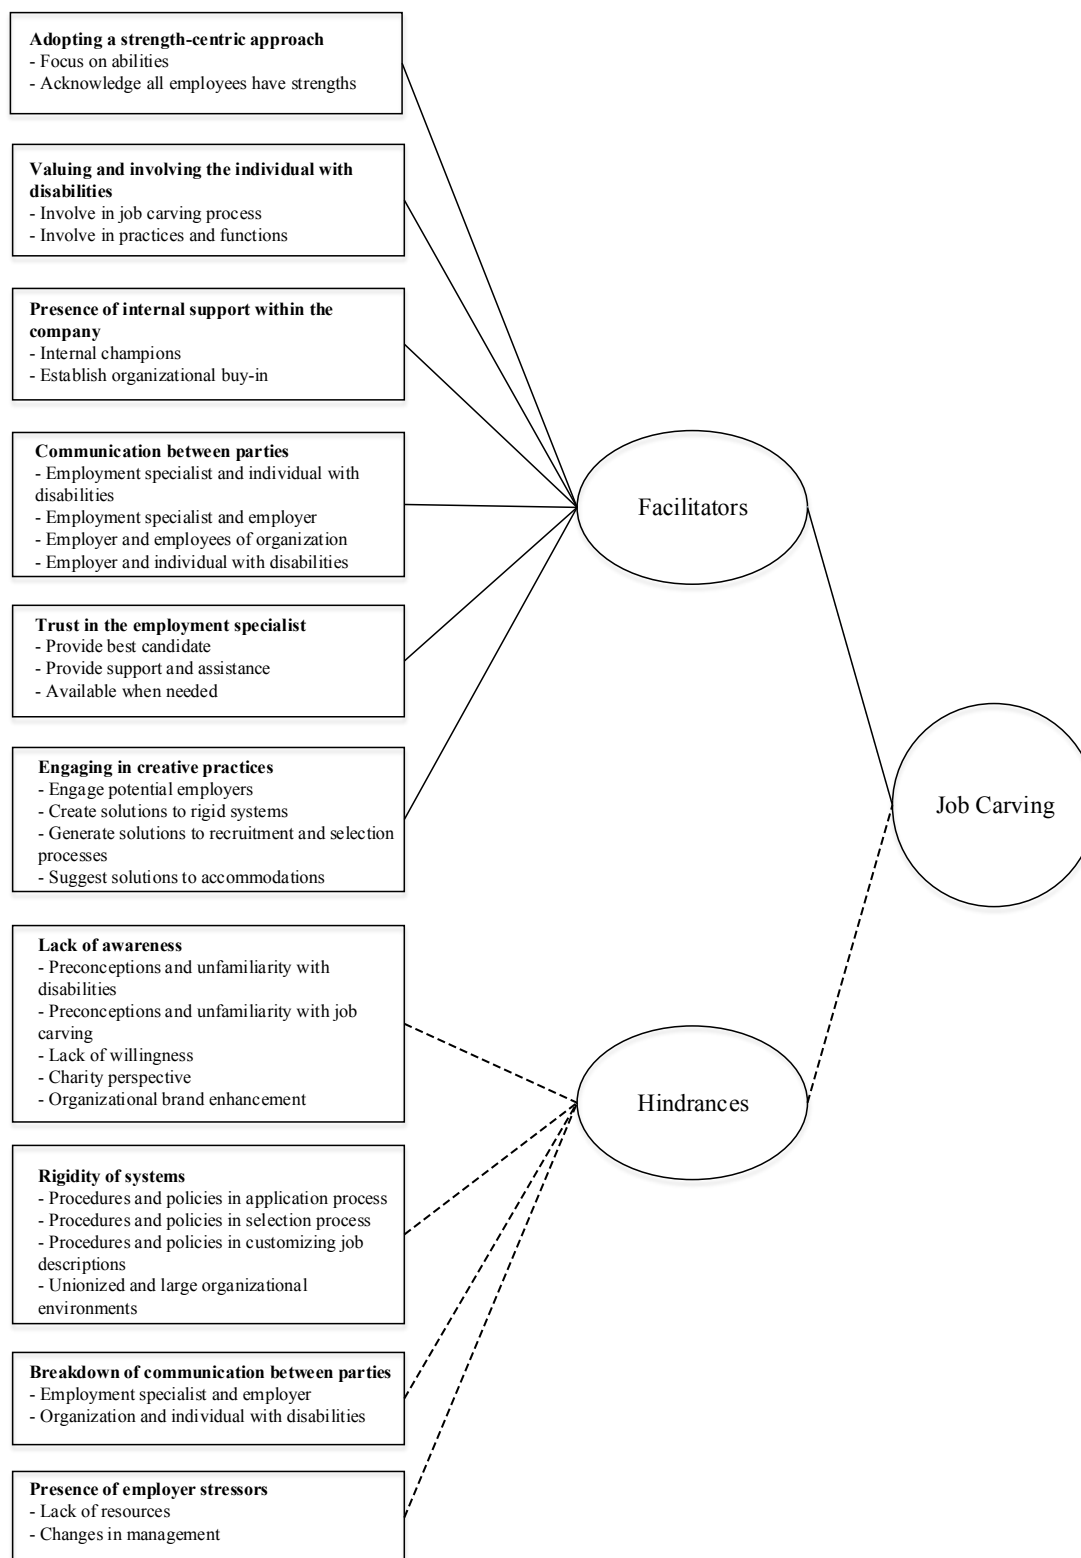 Adopting a strength-centric approach
- Focus on abilities
- Acknowledge all employees have strengths
Valuing and involving the individual with
disabilities
- Involve in job carving process
- Involve in practices and functions
Presence of internal support within the
company
- Internal champions
- Establish organizational buy-in
Communication between parties
- Employment specialist and individual with
disabilities
- Employment specialist and employer
- Employer and employees of organization
- Employer and individual with disabilities
Trust in the employment specialist
- Provide best candidate
- Provide support and assistance
- Available when needed
Engaging in creative practices
- Engage potential employers
- Create solutions to rigid systems
- Generate solutions to recruitment and selection
processes
- Suggest solutions to accommodations
Lack of awareness
- Preconceptions and unfamiliarity with
disabilities
- Preconceptions and unfamiliarity with job
carving
- Lack of willingness
- Charity perspective
- Organizational brand enhancement
Rigidity of systems
- Procedures and policies in application process
- Procedures and policies in selection process
- Procedures and policies in customizing job
descriptions
- Unionized and large organizational
environments
Breakdown of communication between parties
- Employment specialist and employer
- Organization and individual with disabilities
Presence of employer stressors
- Lack of resources
- Changes in management
Facilitators
Hindrances
Job Carving